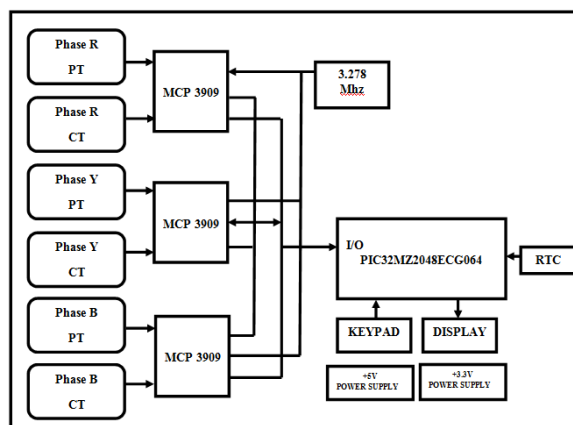 Phase R
PT
Phase R
CT
Phase Y
PT
Phase Y
CT
Phase B
PT
Phase B
CT
MCP 3909
MCP 3909
MCP 3909
3.278
Mhz
I/O
PIC32MZ2048ECG064
RTC
KEYPAD
DISPLAY
+5V
POWER SUPPLY
+3.3V
POWER SUPPLY